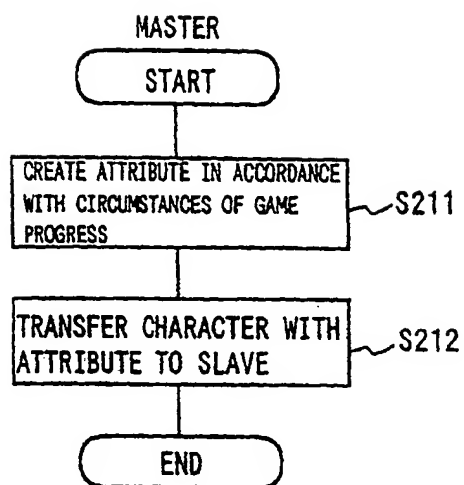 MASTER
START
CREATE ATTRIBUTE IN ACCORDANCE
WITH CIRCUMSTANCES OF GAME
PROGRESS
S211
TRANSFER CHARACTER WITH
ATTRIBUTE TO SLAVE
S212
END